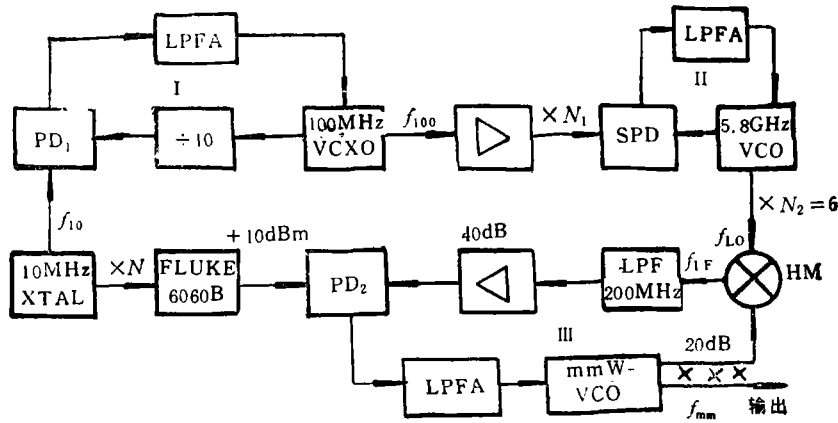 LPFA
LPFA
I
II
PD₁
÷10
100MHz
VCXO
f₁₀₀
×N₁
SPD
5.8GHz
VCO
f₁₀
×N₂=6
+10dBm
40dB
f_LO
10MHz
XTAL
×N
FLUKE
6060B
PD₂
LPF
200MHz
f_IF
HM
III
20dB
LPFA
mmW-
VCO
f_mm
输出